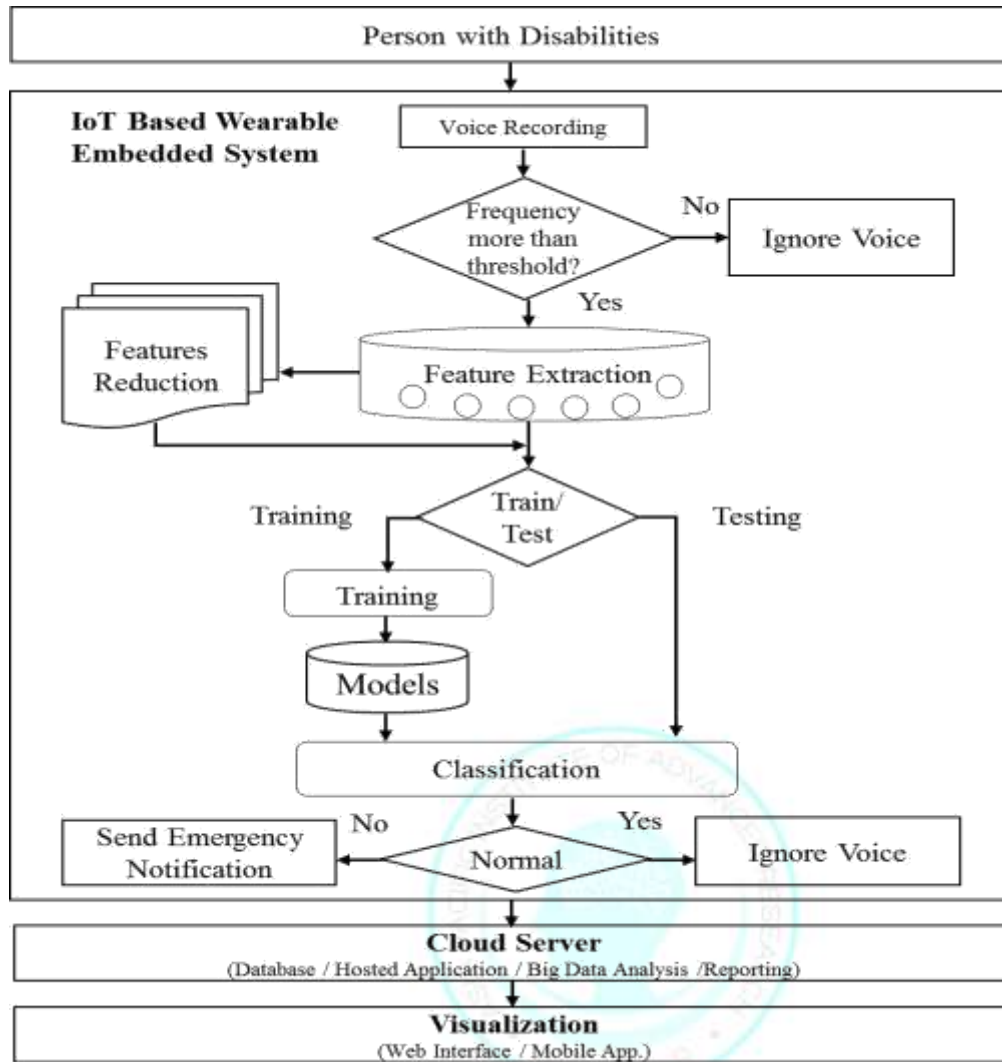 Person with Disabilities
IoT Based Wearable
Embedded System
Voice Recording
Frequency
more than
threshold?
No
Ignore Voice
Yes
Features
Reduction
Feature Extraction
Train/
Test
Training
Testing
Training
Models
Classification
Send Emergency
Notification
No
Normal
Yes
Ignore Voice
Cloud Server
(Database / Hosted Application / Big Data Analysis /Reporting)
Visualization
(Web Interface / Mobile App.)